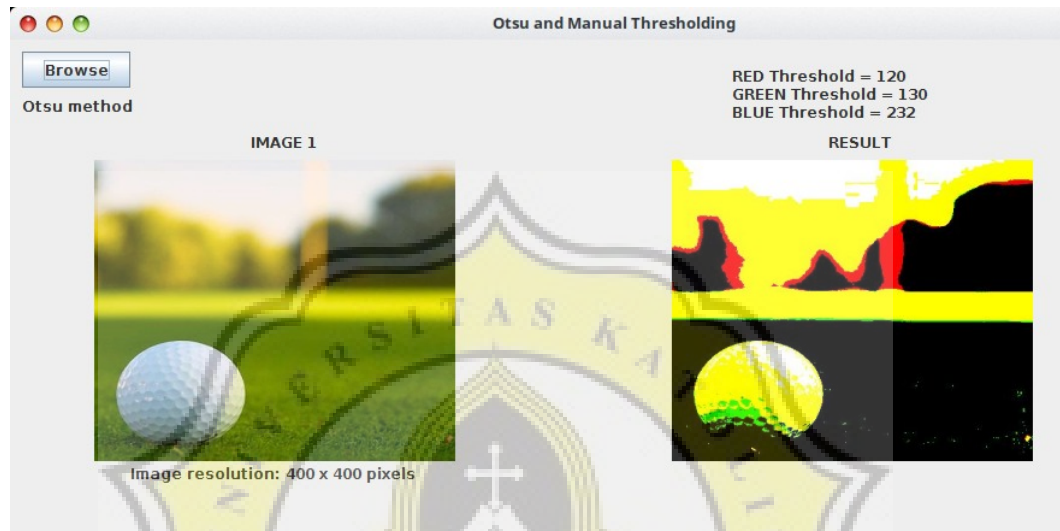 Otsu and Manual Thresholding
Browse
Otsu method
RED Threshold = 120
GREEN Threshold = 130
BLUE Threshold = 232
IMAGE 1
RESULT
Image resolution: 400 x 400 pixels